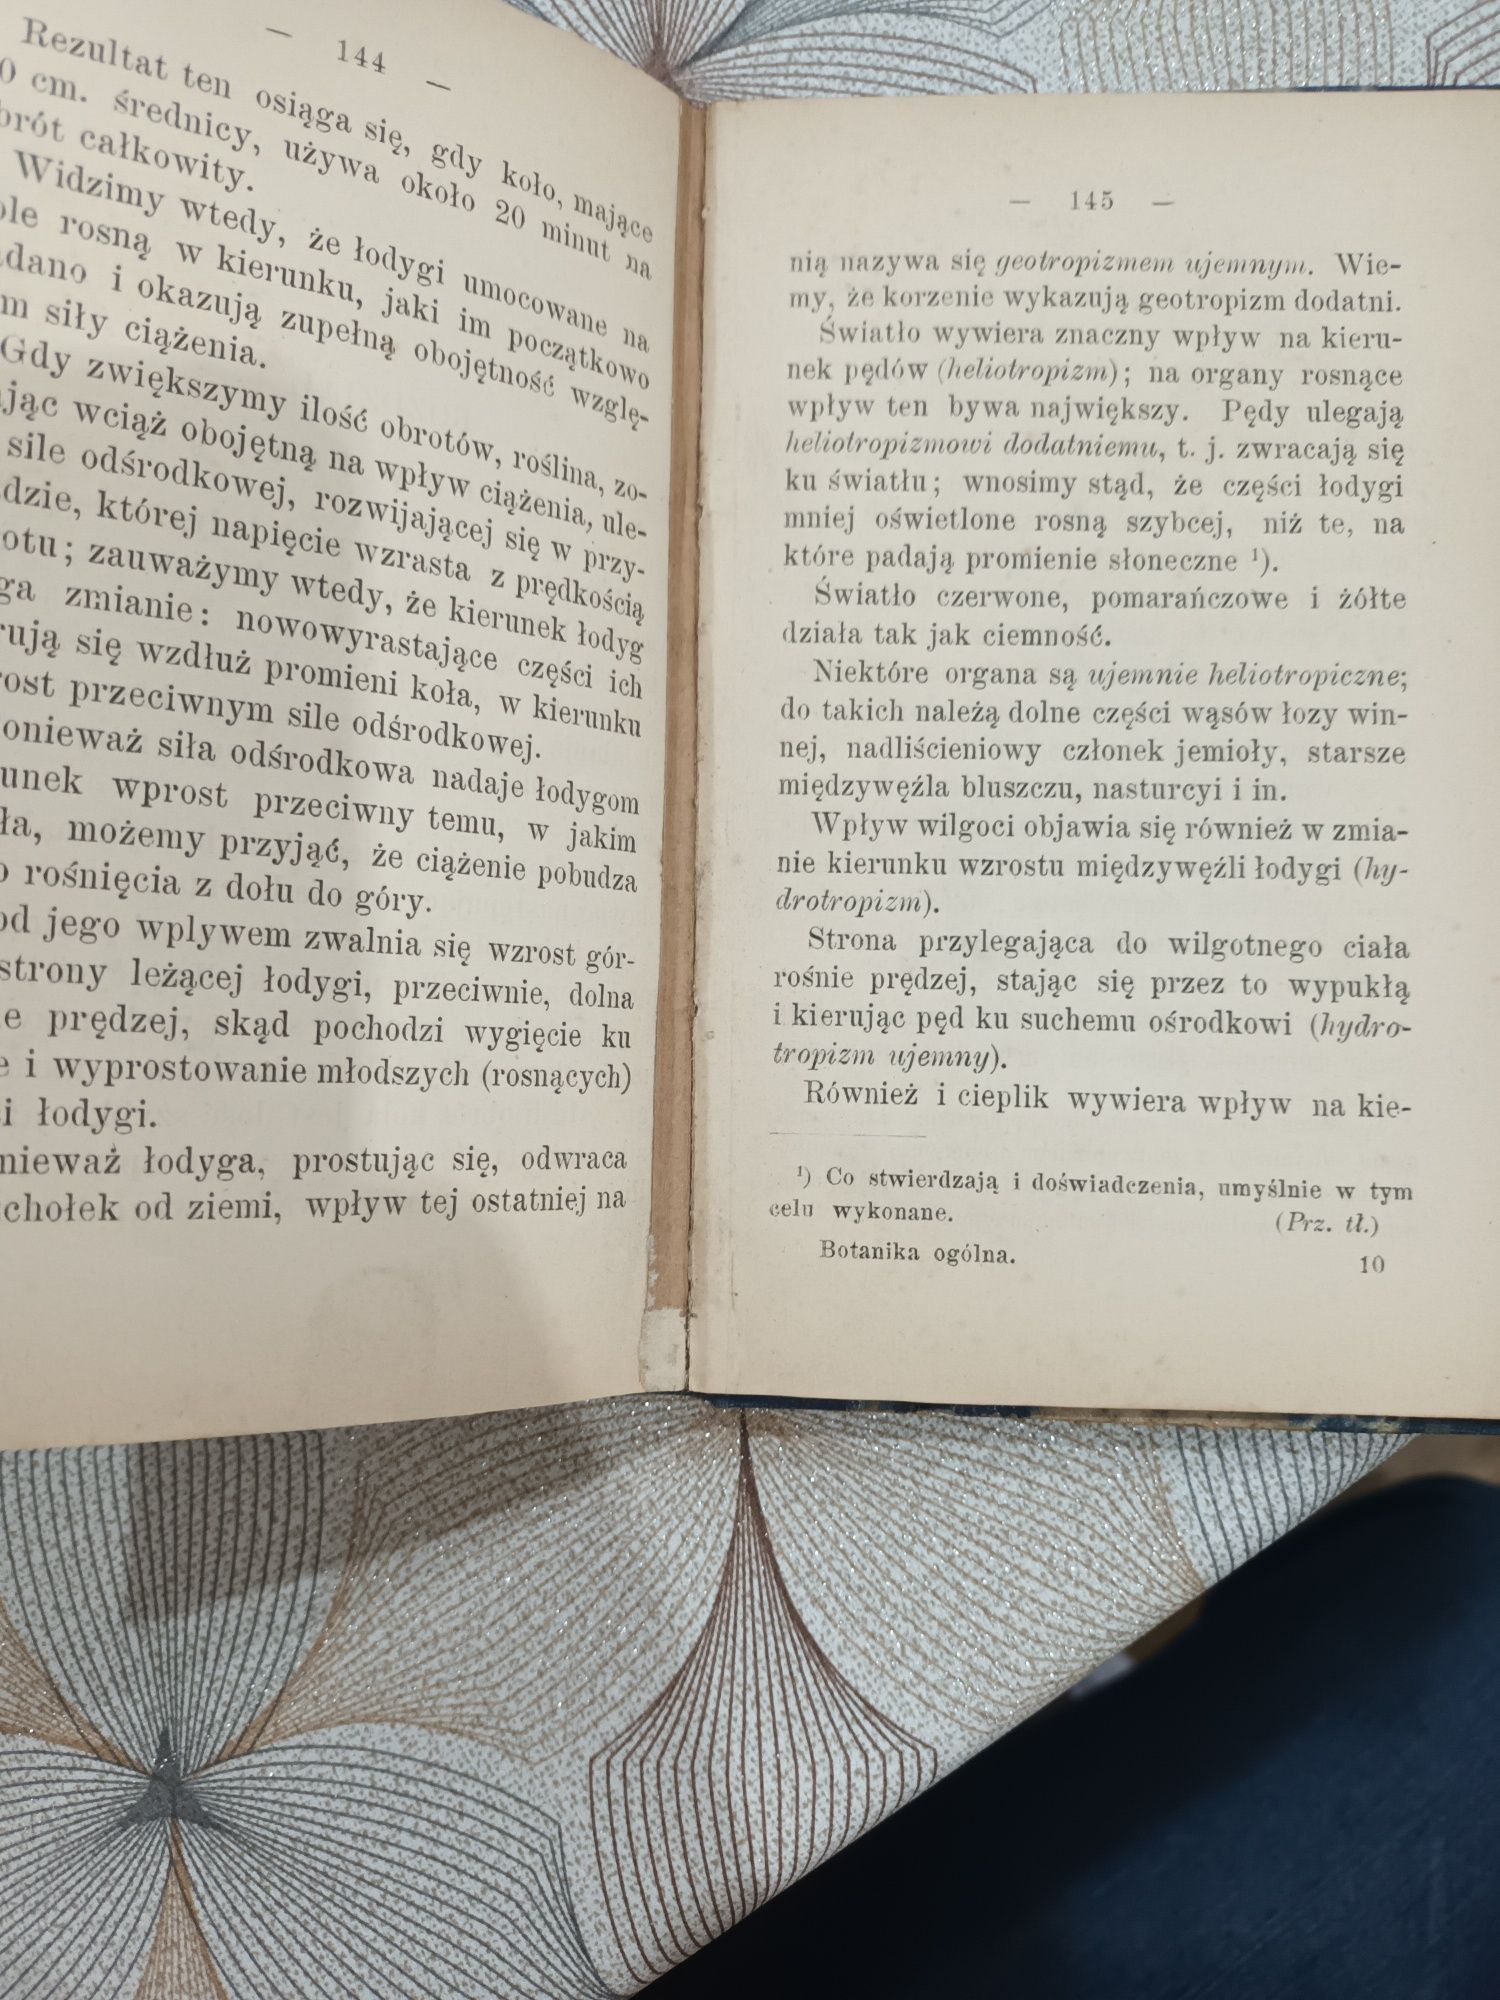 — 144 —
Rezultat ten osiąga się, gdy koło, mające
0 cm. średnicy, używa około 20 minut na
brót całkowity.
Widzimy wtedy, że łodygi umocowane na
ole rosną w kierunku, jaki im początkowo
dano i okazują zupełną obojętność wzglę-
m siły ciążenia.
Gdy zwiększymy ilość obrotów, roślina, zo-
jąc wciąż obojętną na wpływ ciążenia, ule-
sile odśrodkowej, rozwijającej się w przy-
dzie, której napięcie wzrasta z prędkością
otu; zauważymy wtedy, że kierunek łodyg
ga zmianie: nowowyrastające części ich
rują się wzdłuż promieni koła, w kierunku
rost przeciwnym sile odśrodkowej.
onieważ siła odśrodkowa nadaje łodygom
unek wprost przeciwny temu, w jakim
ła, możemy przyjąć, że ciążenie pobudza
o rośnięcia z dołu do góry.
od jego wplywem zwalnia się wzrost gór-
strony leżącej łodygi, przeciwnie, dolna
ie prędzej, skąd pochodzi wygięcie ku
e i wyprostowanie młodszych (rosnących)
i łodygi.
nieważ łodyga, prostując się, odwraca
chołek od ziemi, wpływ tej ostatniej na
— 145 —
nią nazywa się geotropizmem ujemnym. Wie-
my, że korzenie wykazują geotropizm dodatni.
Światło wywiera znaczny wpływ na kieru-
nek pędów (heliotropizm); na organy rosnące
wpływ ten bywa największy. Pędy ulegają
heliotropizmowi dodatniemu, t. j. zwracają się
ku światłu; wnosimy stąd, że części łodygi
mniej oświetlone rosną szybcej, niż te, na
które padają promienie słoneczne ¹).
Światło czerwone, pomarańczowe i żółte
działa tak jak ciemność.
Niektóre organa są ujemnie heliotropiczne;
do takich należą dolne części wąsów łozy win-
nej, nadliścieniowy członek jemioły, starsze
międzywęźla bluszczu, nasturcyi i in.
Wpływ wilgoci objawia się również w zmia-
nie kierunku wzrostu międzywęźli łodygi (hy-
drotropizm).
Strona przylegająca do wilgotnego ciała
rośnie prędzej, stając się przez to wypukłą
i kierując pęd ku suchemu ośrodkowi (hydro-
tropizm ujemny).
Również i cieplik wywiera wpływ na kie-
¹) Co stwierdzają i doświadczenia, umyślnie w tym
celu wykonane. (Prz. tł.)
Botanika ogólna. 10